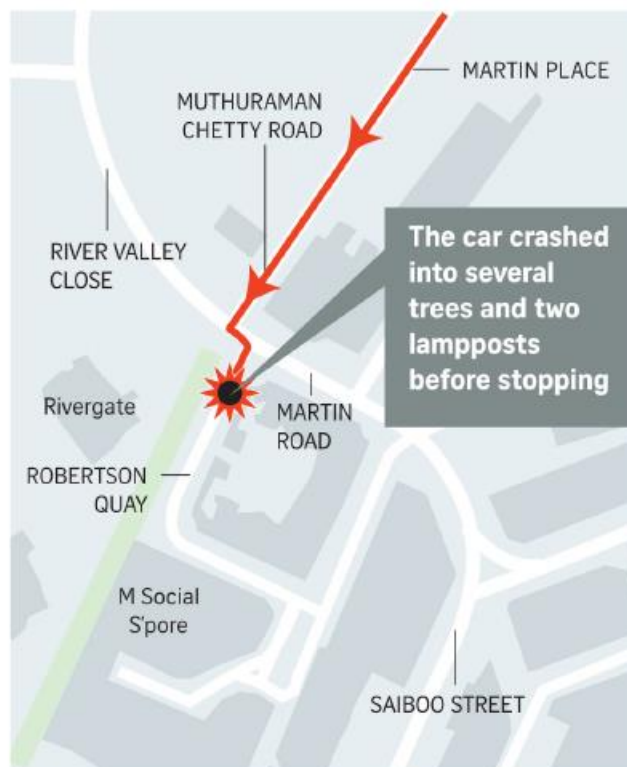 MARTIN PLACE
MUTHURAMAN
CHETTY ROAD
RIVER VALLEY
CLOSE
The car crashed
into several
trees and two
lampposts
before stopping
Rivergate
MARTIN
ROAD
ROBERTSON
QUAY
M Social
S'pore
SAIBOO STREET